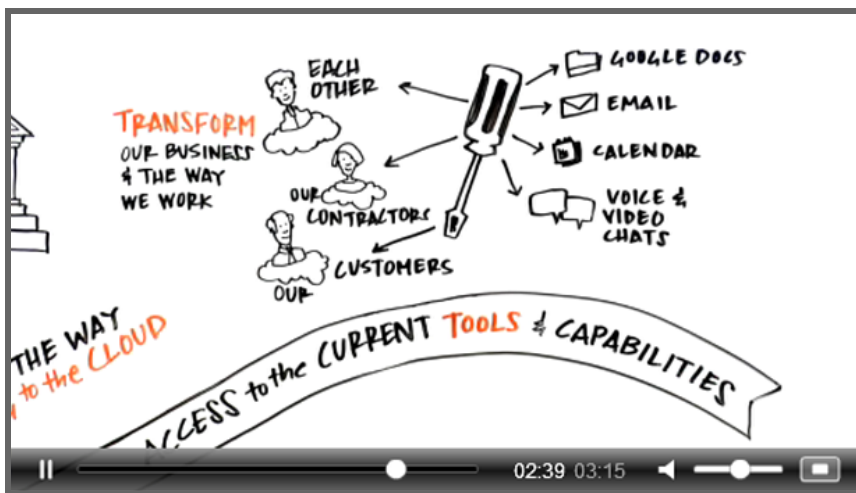 EACH
OTHER
TRANSFORM
OUR BUSINESS
& THE WAY
WE WORK
OUR
CONTRACTORS
OUR
CUSTOMERS
GOOGLE DOCS
EMAIL
CALENDAR
VOICE &
VIDEO
CHATS
THE WAY
to the CLOUD
ACCESS to the CURRENT TOOLS & CAPABILITIES
02:39 03:15